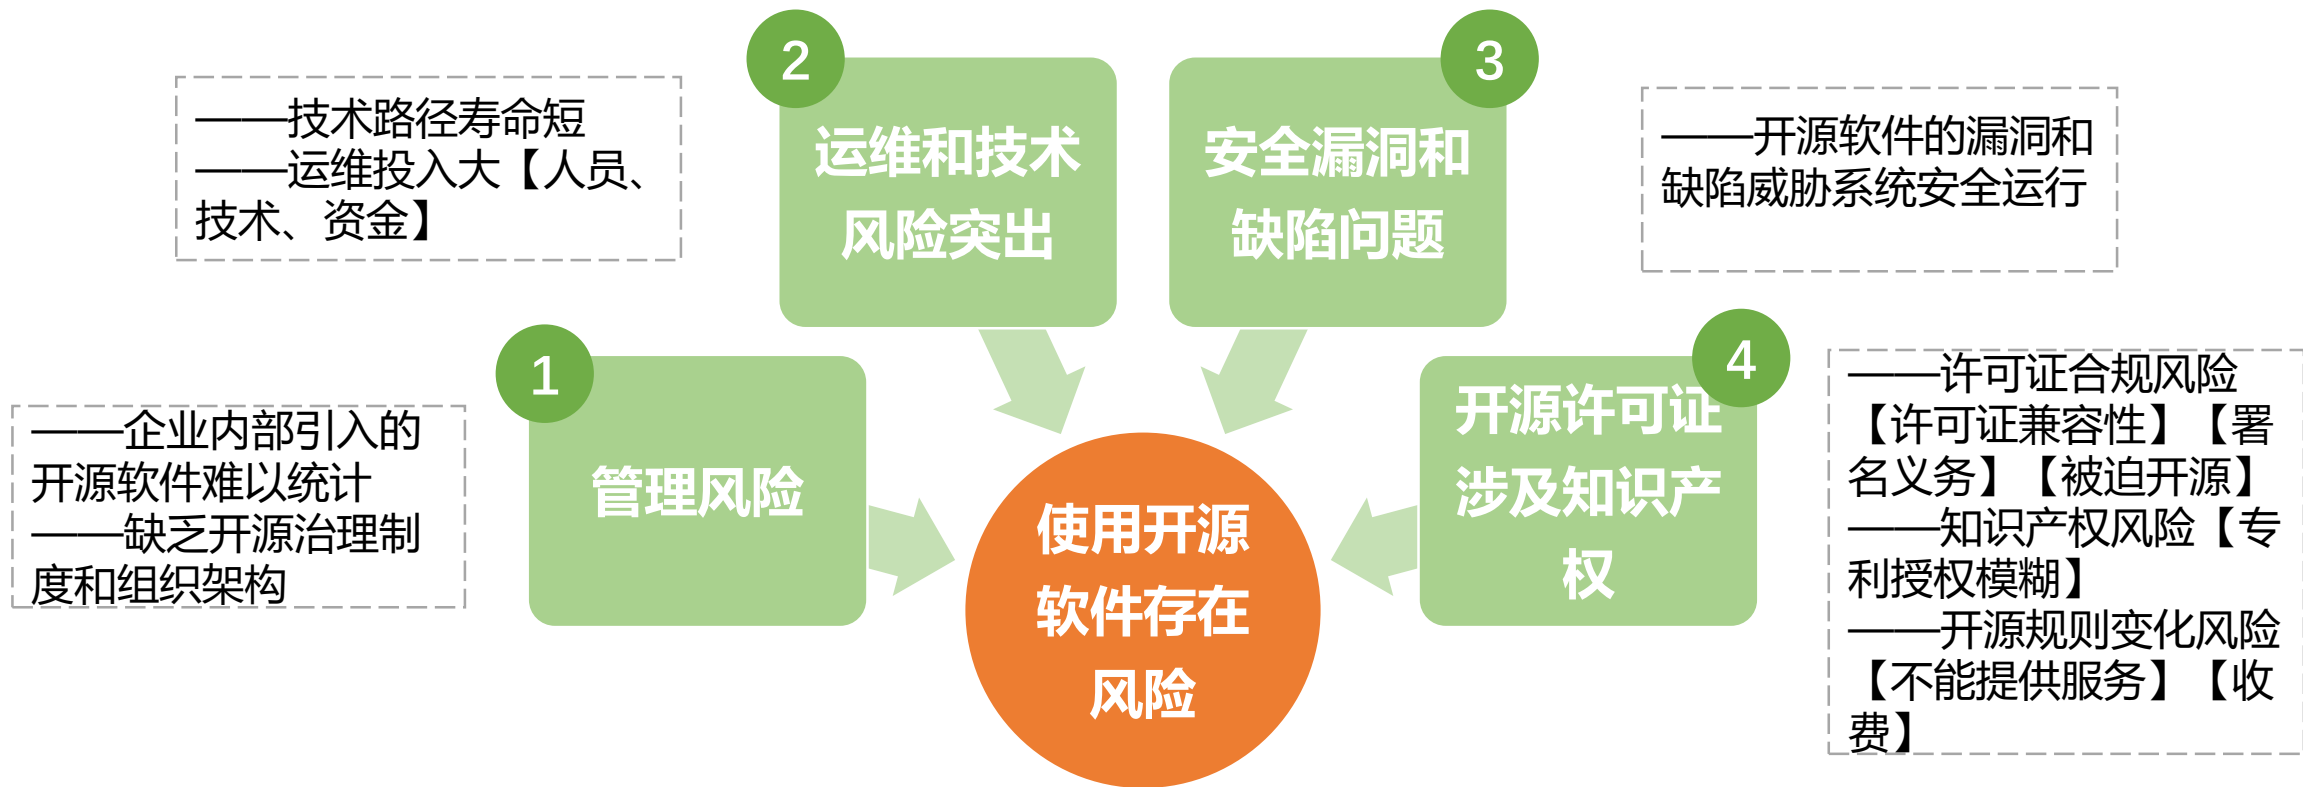 1
管理风险
——企业内部引入的
开源软件难以统计
——缺乏开源治理制
度和组织架构
2
运维和技术
风险突出
——技术路径寿命短
——运维投入大【人员、
技术、资金】
3
安全漏洞和
缺陷问题
——开源软件的漏洞和
缺陷威胁系统安全运行
4
开源许可证
涉及知识产
权
——许可证合规风险
【许可证兼容性】【署
名义务】【被迫开源】
——知识产权风险【专
利授权模糊】
——开源规则变化风险
【不能提供服务】【收
费】
使用开源
软件存在
风险